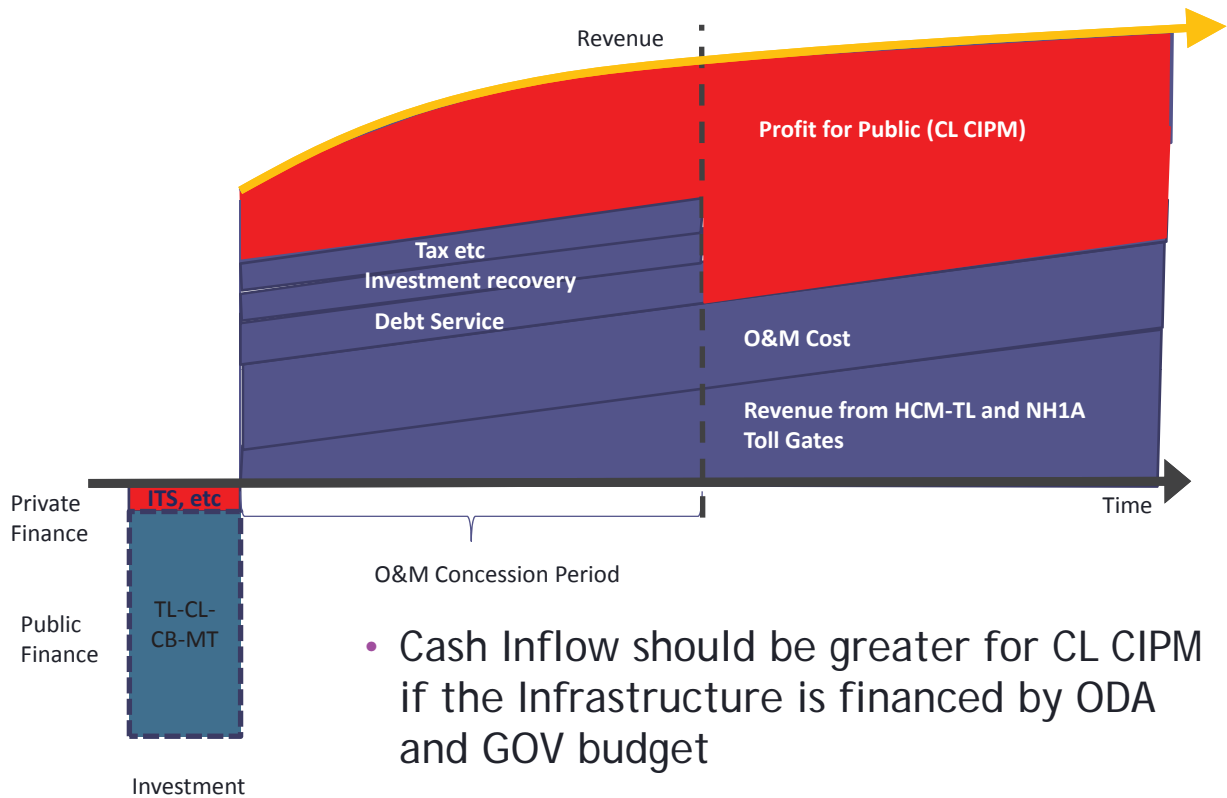 Revenue
Profit for Public (CL CIPM)
Tax etc
Investment recovery
Debt Service
O&M Cost
Revenue from HCM-TL and NH1A
Toll Gates
Private
Finance
ITS, etc
Time
O&M Concession Period
Public
Finance
TL-CL-
CB-MT
• Cash Inflow should be greater for CL CIPM
if the Infrastructure is financed by ODA
and GOV budget
Investment